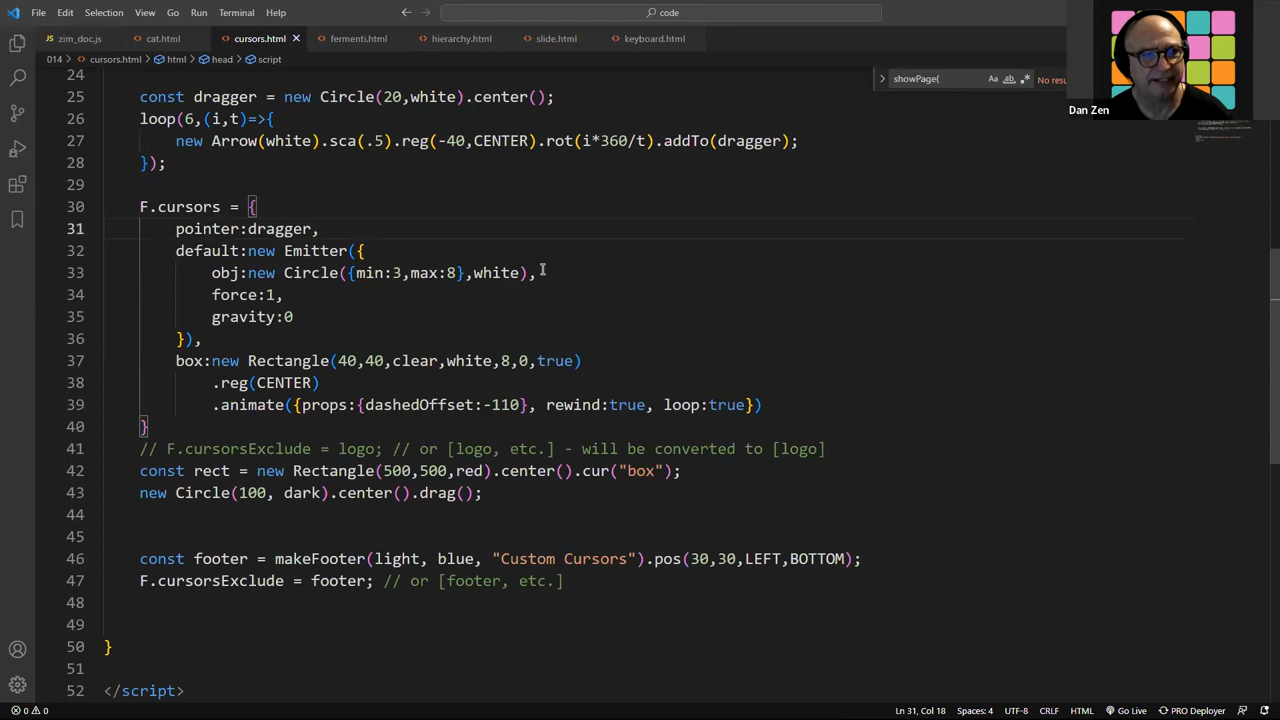 File Edit Selection View Go Run Terminal Help
code
zim_doc.js cat.html cursors.html fermenti.html hierarchy.html slide.html keyboard.html
014 > cursors.html > html > head > script
showPage( Aa ab No resu
Dan Zen
24
25 const dragger = new Circle(20,white).center();
26 loop(6,(i,t)=>{
27 new Arrow(white).sca(.5).reg(-40,CENTER).rot(i*360/t).addTo(dragger);
28 });
29
30 F.cursors = {
31 pointer:dragger,
32 default:new Emitter({
33 obj:new Circle({min:3,max:8},white),
34 force:1,
35 gravity:0
36 }),
37 box:new Rectangle(40,40,clear,white,8,0,true)
38 .reg(CENTER)
39 .animate({props:{dashedOffset:-110}, rewind:true, loop:true})
40 }
41 // F.cursorsExclude = logo; // or [logo, etc.] - will be converted to [logo]
42 const rect = new Rectangle(500,500,red).center().cur("box");
43 new Circle(100, dark).center().drag();
44
45
46 const footer = makeFooter(light, blue, "Custom Cursors").pos(30,30,LEFT,BOTTOM);
47 F.cursorsExclude = footer; // or [footer, etc.]
48
49
50 }
51
52 </script>
0 0 Ln 31, Col 18 Spaces: 4 UTF-8 CRLF HTML Go Live PRO Deployer